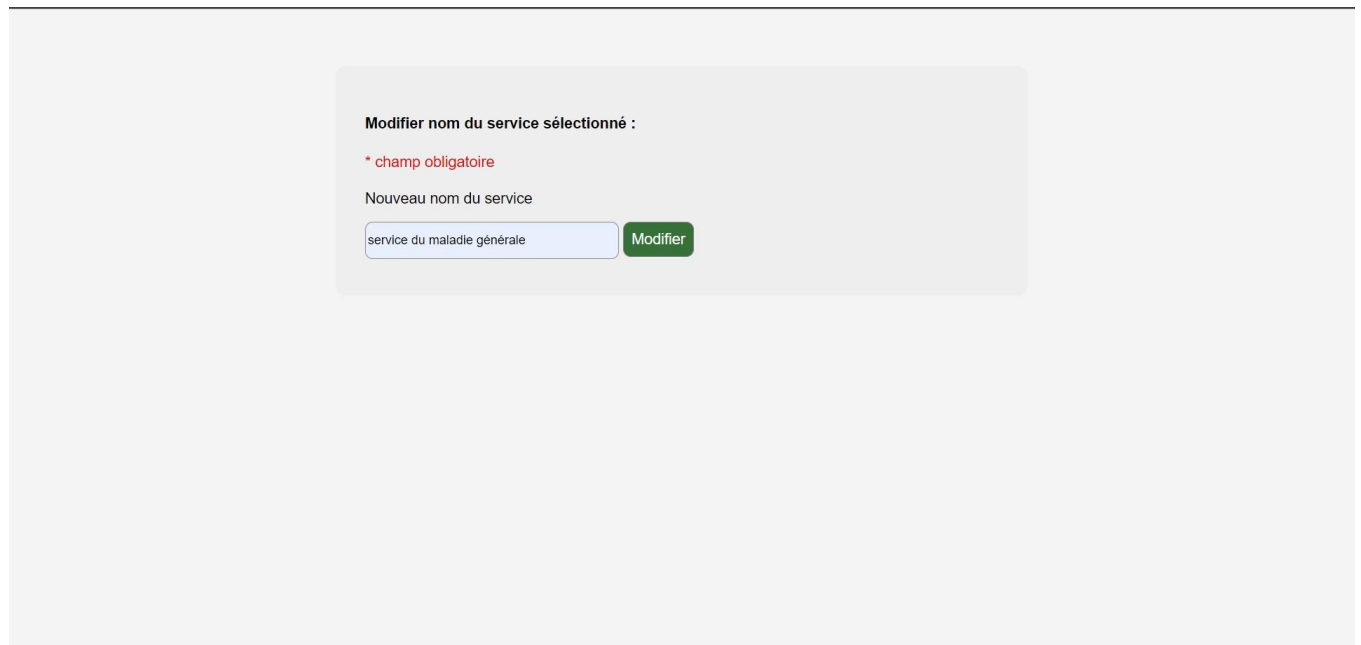 Modifier nom du service sélectionné :
* champ obligatoire
Nouveau nom du service
service du maladie générale
Modifier